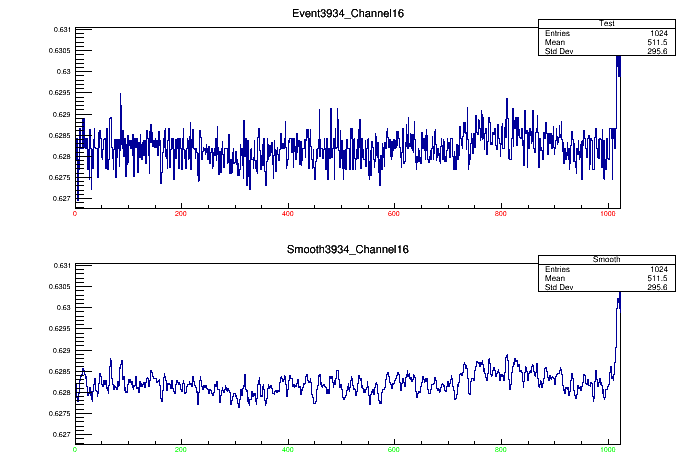 Event3934_Channel16
Test
Entries 1024
Mean 511.5
Std Dev 295.6
0.631
0.6305
0.63
0.6295
0.629
0.6285
0.628
0.6275
0.627
0 200 400 600 800 1000
Smooth3934_Channel16
Smooth
Entries 1024
Mean 511.5
Std Dev 295.6
0.631
0.6305
0.63
0.6295
0.629
0.6285
0.628
0.6275
0.627
0 200 400 600 800 1000